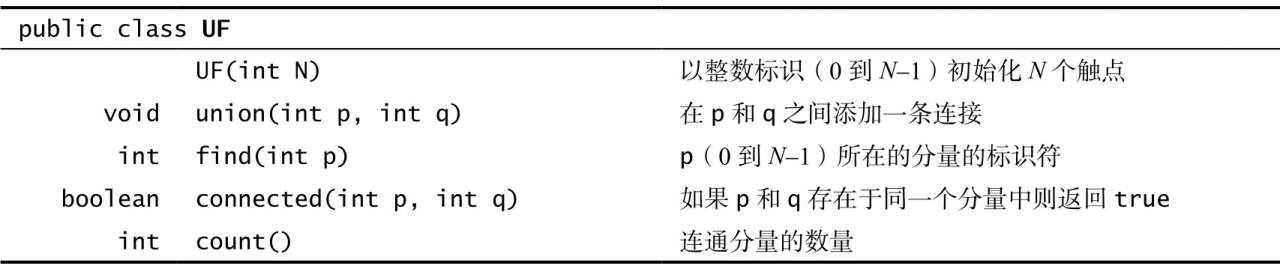 public class UF
UF(int N) 以整数标识（0 到 N–1）初始化 N 个触点
void union(int p, int q) 在 p 和 q 之间添加一条连接
int find(int p) p（0 到 N–1）所在的分量的标识符
boolean connected(int p, int q) 如果 p 和 q 存在于同一个分量中则返回 true
int count() 连通分量的数量